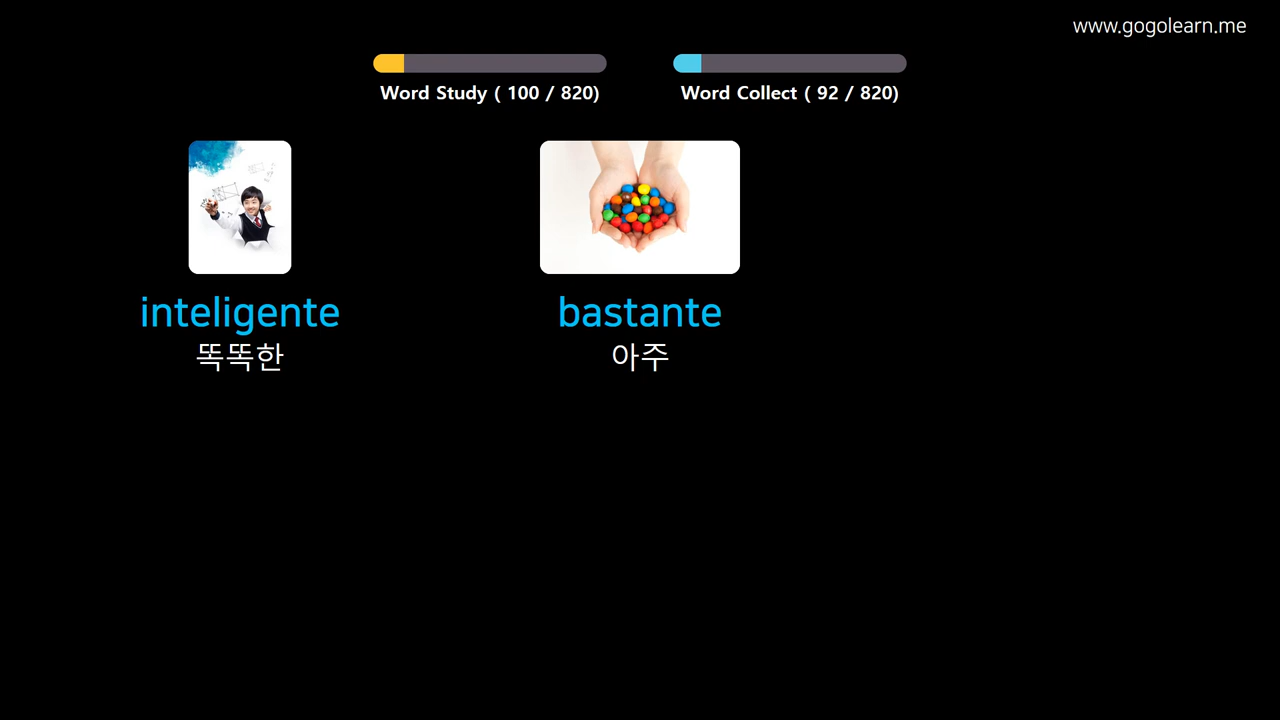 www.gogolearn.me
Word Study ( 100 / 820)
Word Collect ( 92 / 820)
inteligente
똑똑한
bastante
아주